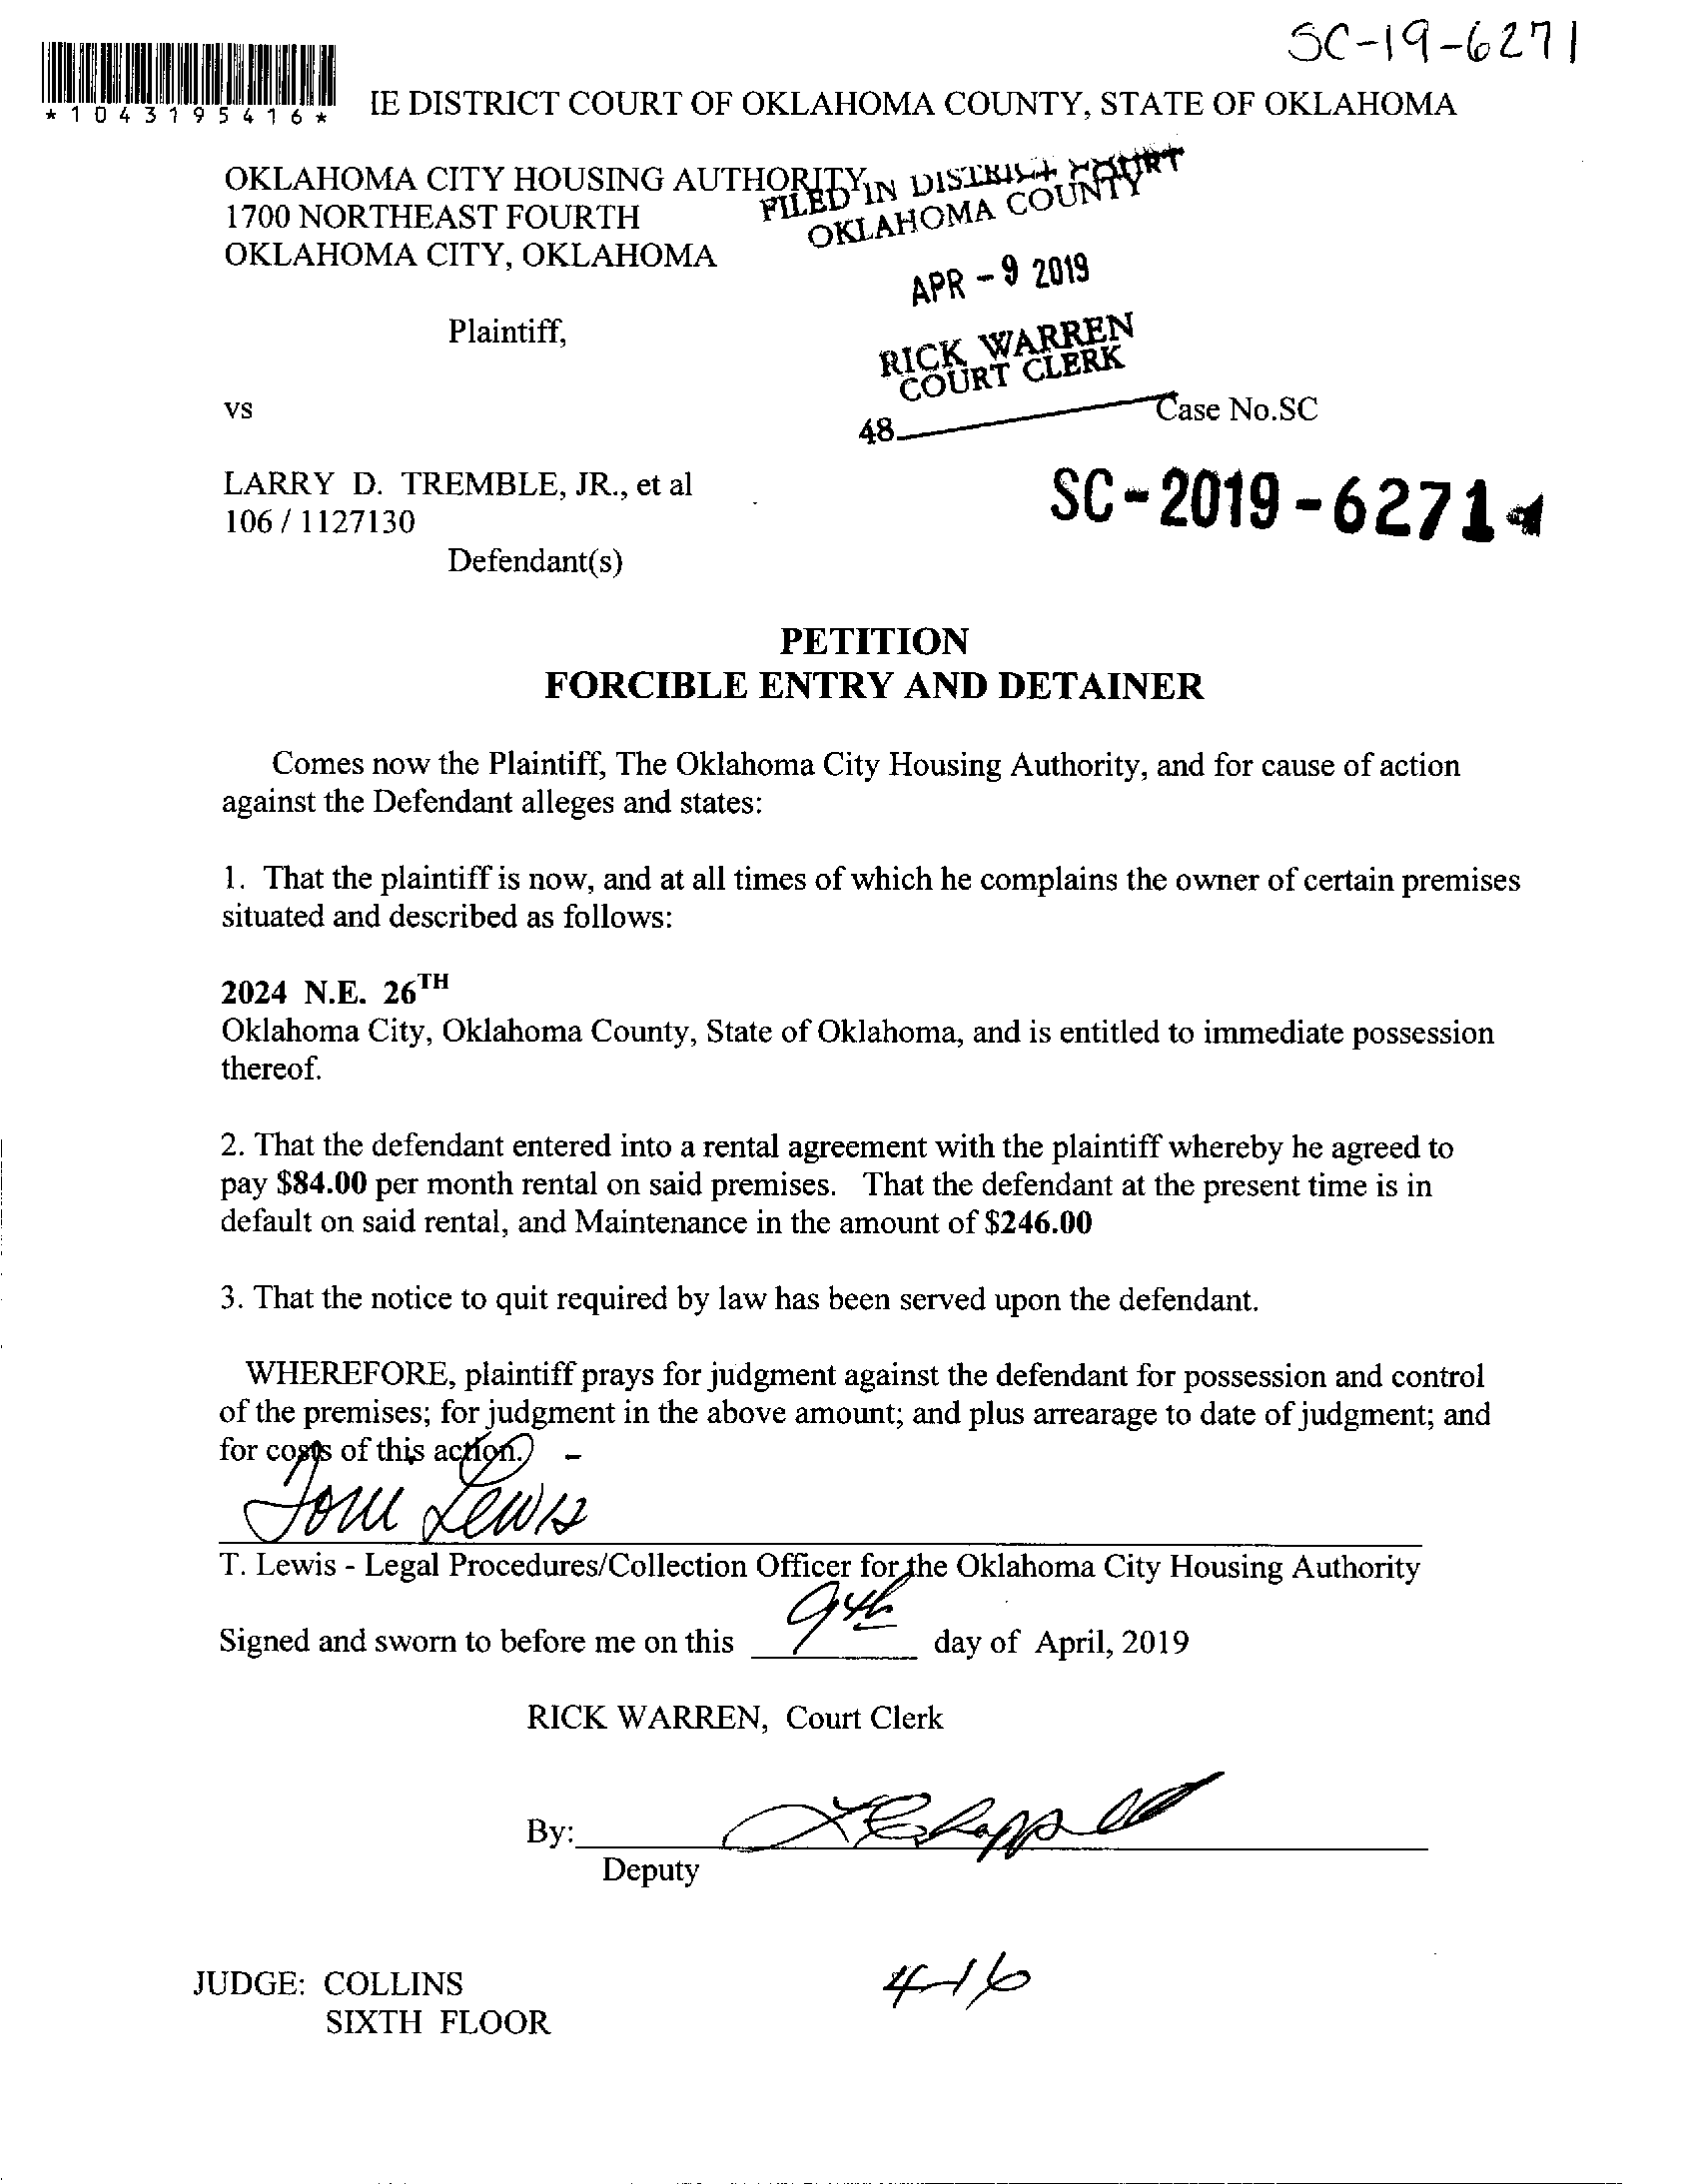 SC-19-6271
*1043195416*
IE DISTRICT COURT OF OKLAHOMA COUNTY, STATE OF OKLAHOMA
OKLAHOMA CITY HOUSING AUTHORITY
1700 NORTHEAST FOURTH
OKLAHOMA CITY, OKLAHOMA
FILED IN DISTRICT COURT
OKLAHOMA COUNTY
APR - 9 2019
Plaintiff,
RICK WARREN
COURT CLERK
vs
48
Case No.SC
LARRY D. TREMBLE, JR., et al
106 / 1127130
SC-2019-6271
Defendant(s)
PETITION
FORCIBLE ENTRY AND DETAINER
Comes now the Plaintiff, The Oklahoma City Housing Authority, and for cause of action
against the Defendant alleges and states:
1. That the plaintiff is now, and at all times of which he complains the owner of certain premises
situated and described as follows:
2024 N.E. 26TH
Oklahoma City, Oklahoma County, State of Oklahoma, and is entitled to immediate possession
thereof.
2. That the defendant entered into a rental agreement with the plaintiff whereby he agreed to
pay $84.00 per month rental on said premises. That the defendant at the present time is in
default on said rental, and Maintenance in the amount of $246.00
3. That the notice to quit required by law has been served upon the defendant.
WHEREFORE, plaintiff prays for judgment against the defendant for possession and control
of the premises; for judgment in the above amount; and plus arrearage to date of judgment; and
for costs of this action.
Tom Lewis
T. Lewis - Legal Procedures/Collection Officer for the Oklahoma City Housing Authority
Signed and sworn to before me on this 9th day of April, 2019
RICK WARREN, Court Clerk
By:
Deputy
JUDGE: COLLINS
SIXTH FLOOR
4-16